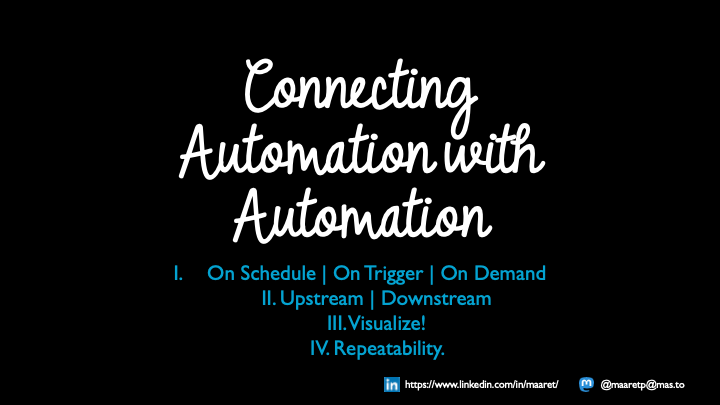 Connecting
Automation with
Automation
I. On Schedule | On Trigger | On Demand
II. Upstream | Downstream
III. Visualize!
IV. Repeatability.
in https://www.linkedin.com/in/maaret/ m @maaretp@mas.to